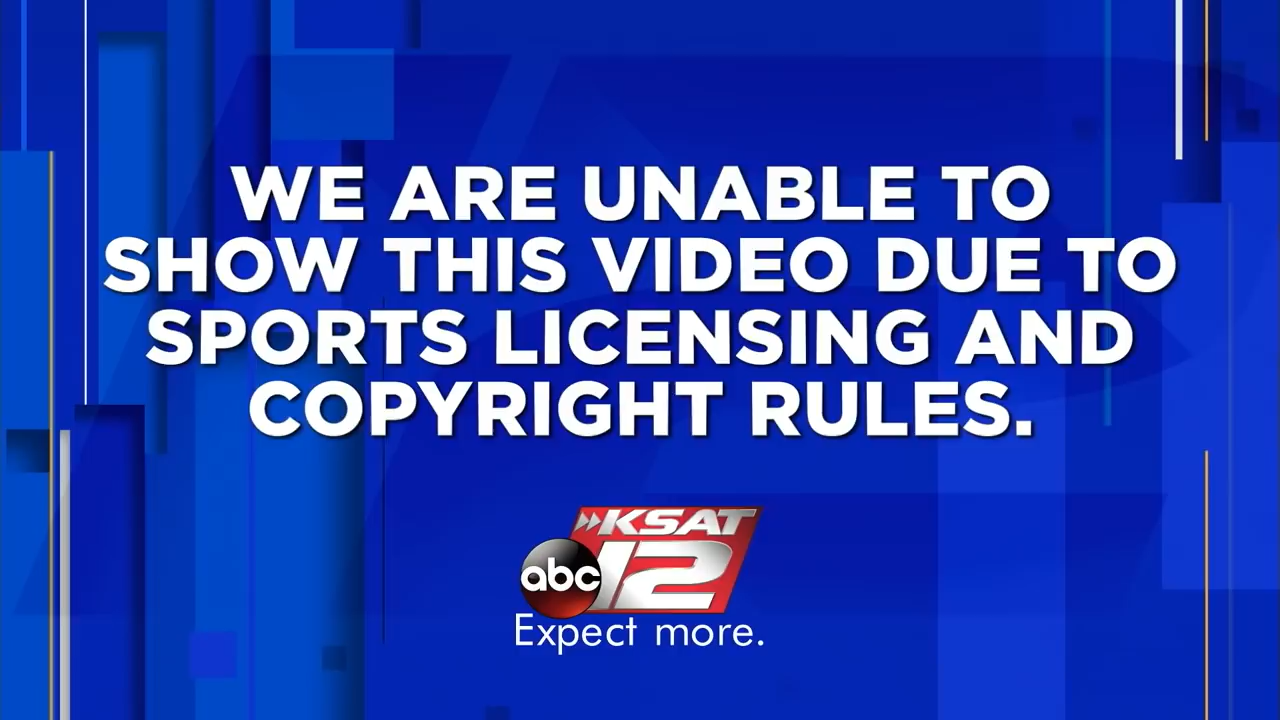 WE ARE UNABLE TO
SHOW THIS VIDEO DUE TO
SPORTS LICENSING AND
COPYRIGHT RULES.
KSAT
abc 12
Expect more.